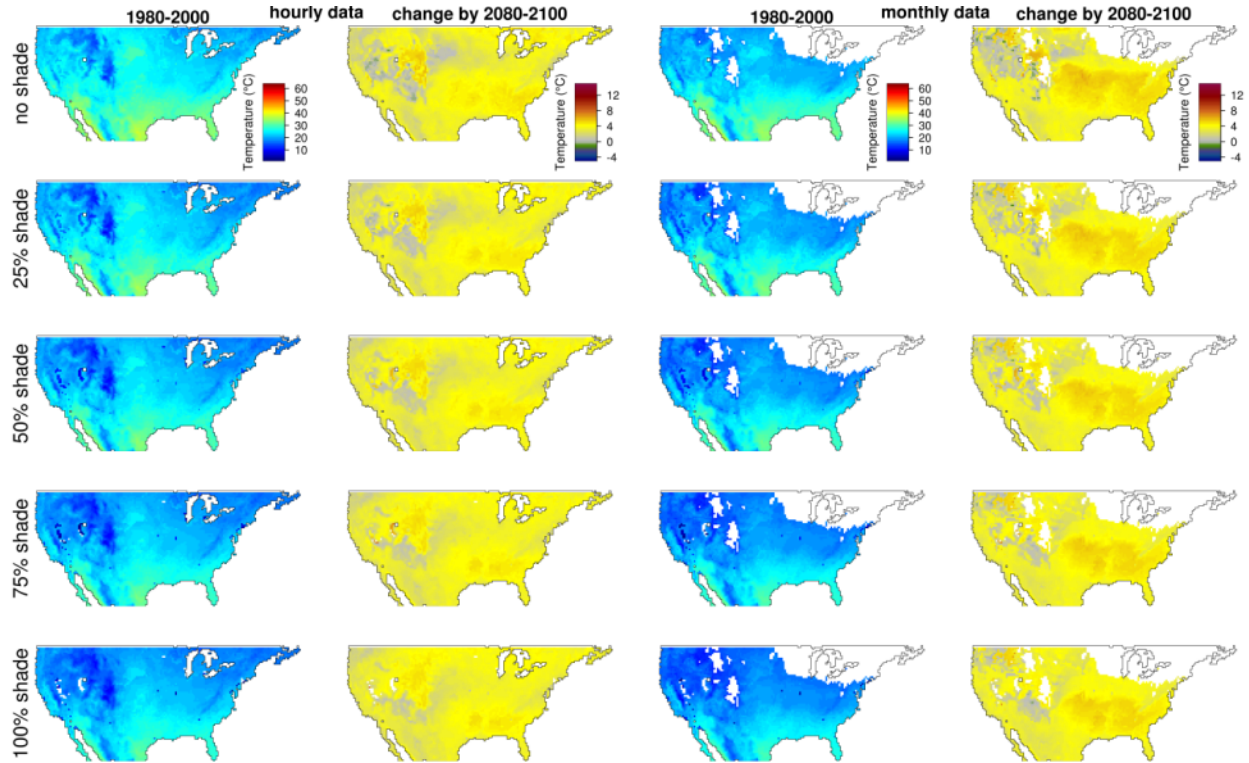 hourly data
monthly data
1980-2000
change by 2080-2100
1980-2000
change by 2080-2100
no shade
Temperature (°C)
60
50
40
30
20
10
Temperature (°C)
12
8
4
0
-4
Temperature (°C)
60
50
40
30
20
10
Temperature (°C)
12
8
4
0
-4
25% shade
50% shade
75% shade
100% shade